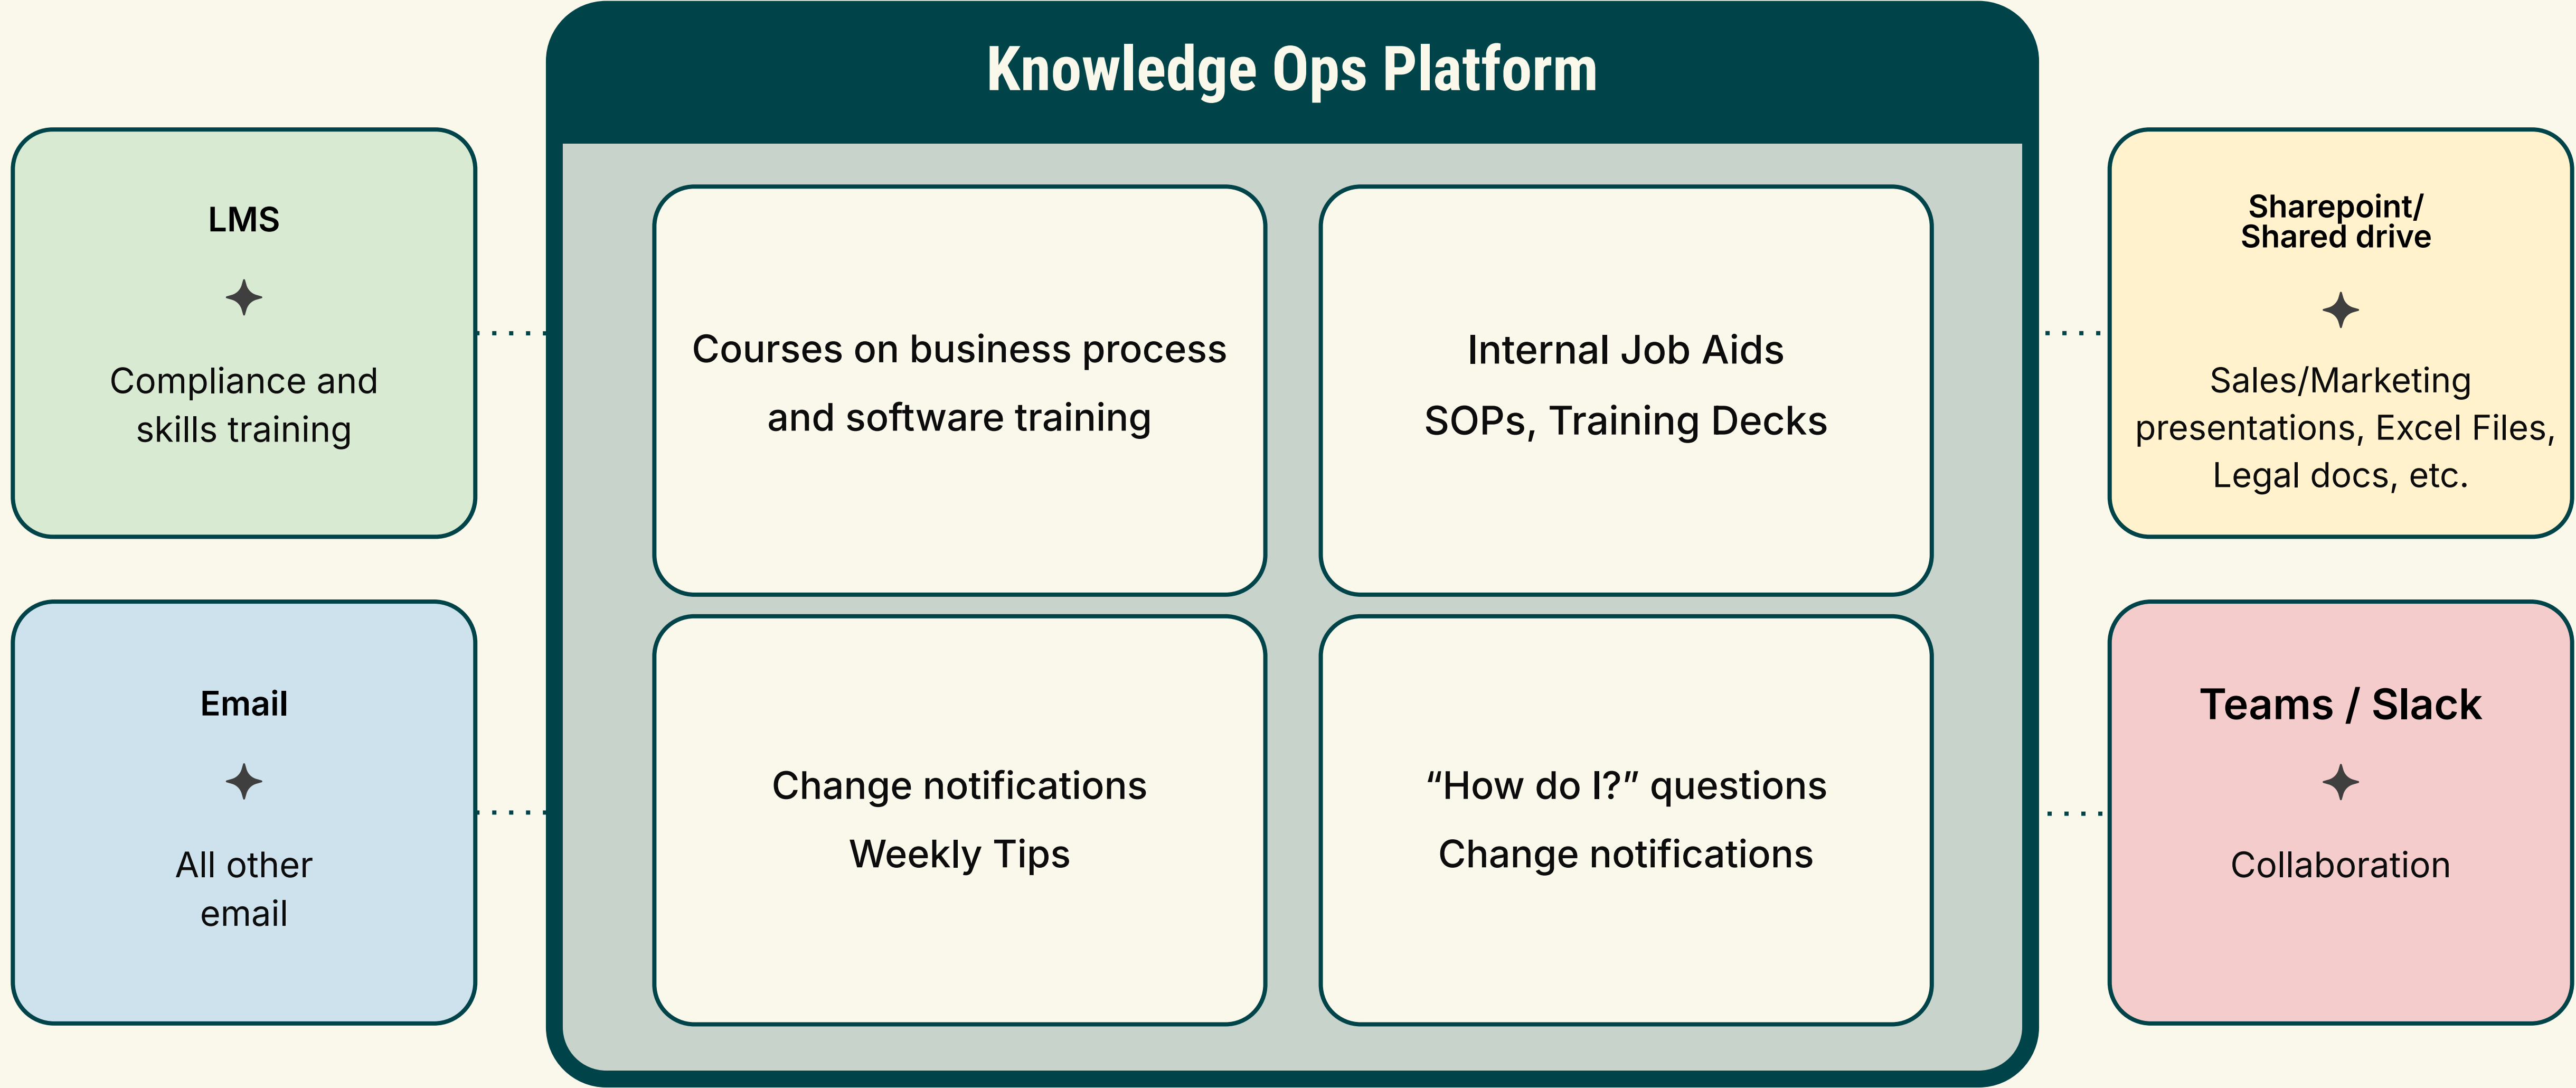 Knowledge Ops Platform
LMS
Compliance and
skills training
Email
All other
email
Courses on business process
and software training
Internal Job Aids
SOPs, Training Decks
Change notifications
Weekly Tips
“How do I?” questions
Change notifications
Sharepoint/
Shared drive
Sales/Marketing
presentations, Excel Files,
Legal docs, etc.
Teams / Slack
Collaboration